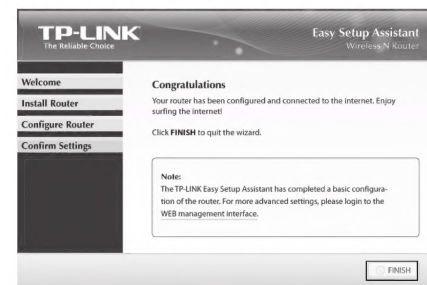 TP-LINK
The Reliable Choice
Easy Setup Assistant
Wireless N Router
Welcome
Install Router
Configure Router
Confirm Settings
Congratulations
Your router has been configured and connected to the internet. Enjoy
surfing the internet!
Click FINISH to quit the wizard.
Note:
The TP-LINK Easy Setup Assistant has completed a basic configura-
tion of the router. For more advanced settings, please login to the
WEB management interface.
FINISH